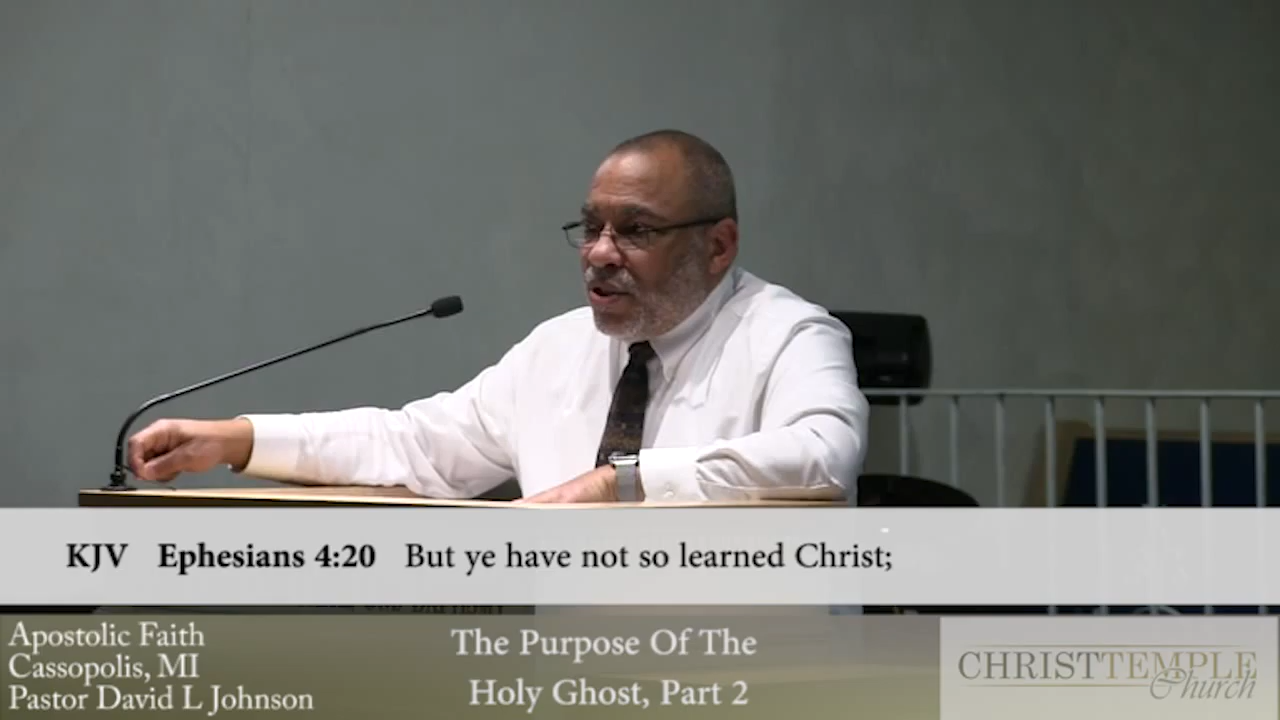 KJV Ephesians 4:20 But ye have not so learned Christ;
Apostolic Faith
Cassopolis, MI
Pastor David L Johnson
The Purpose Of The
Holy Ghost, Part 2
CHRISTTEMPLE
Church